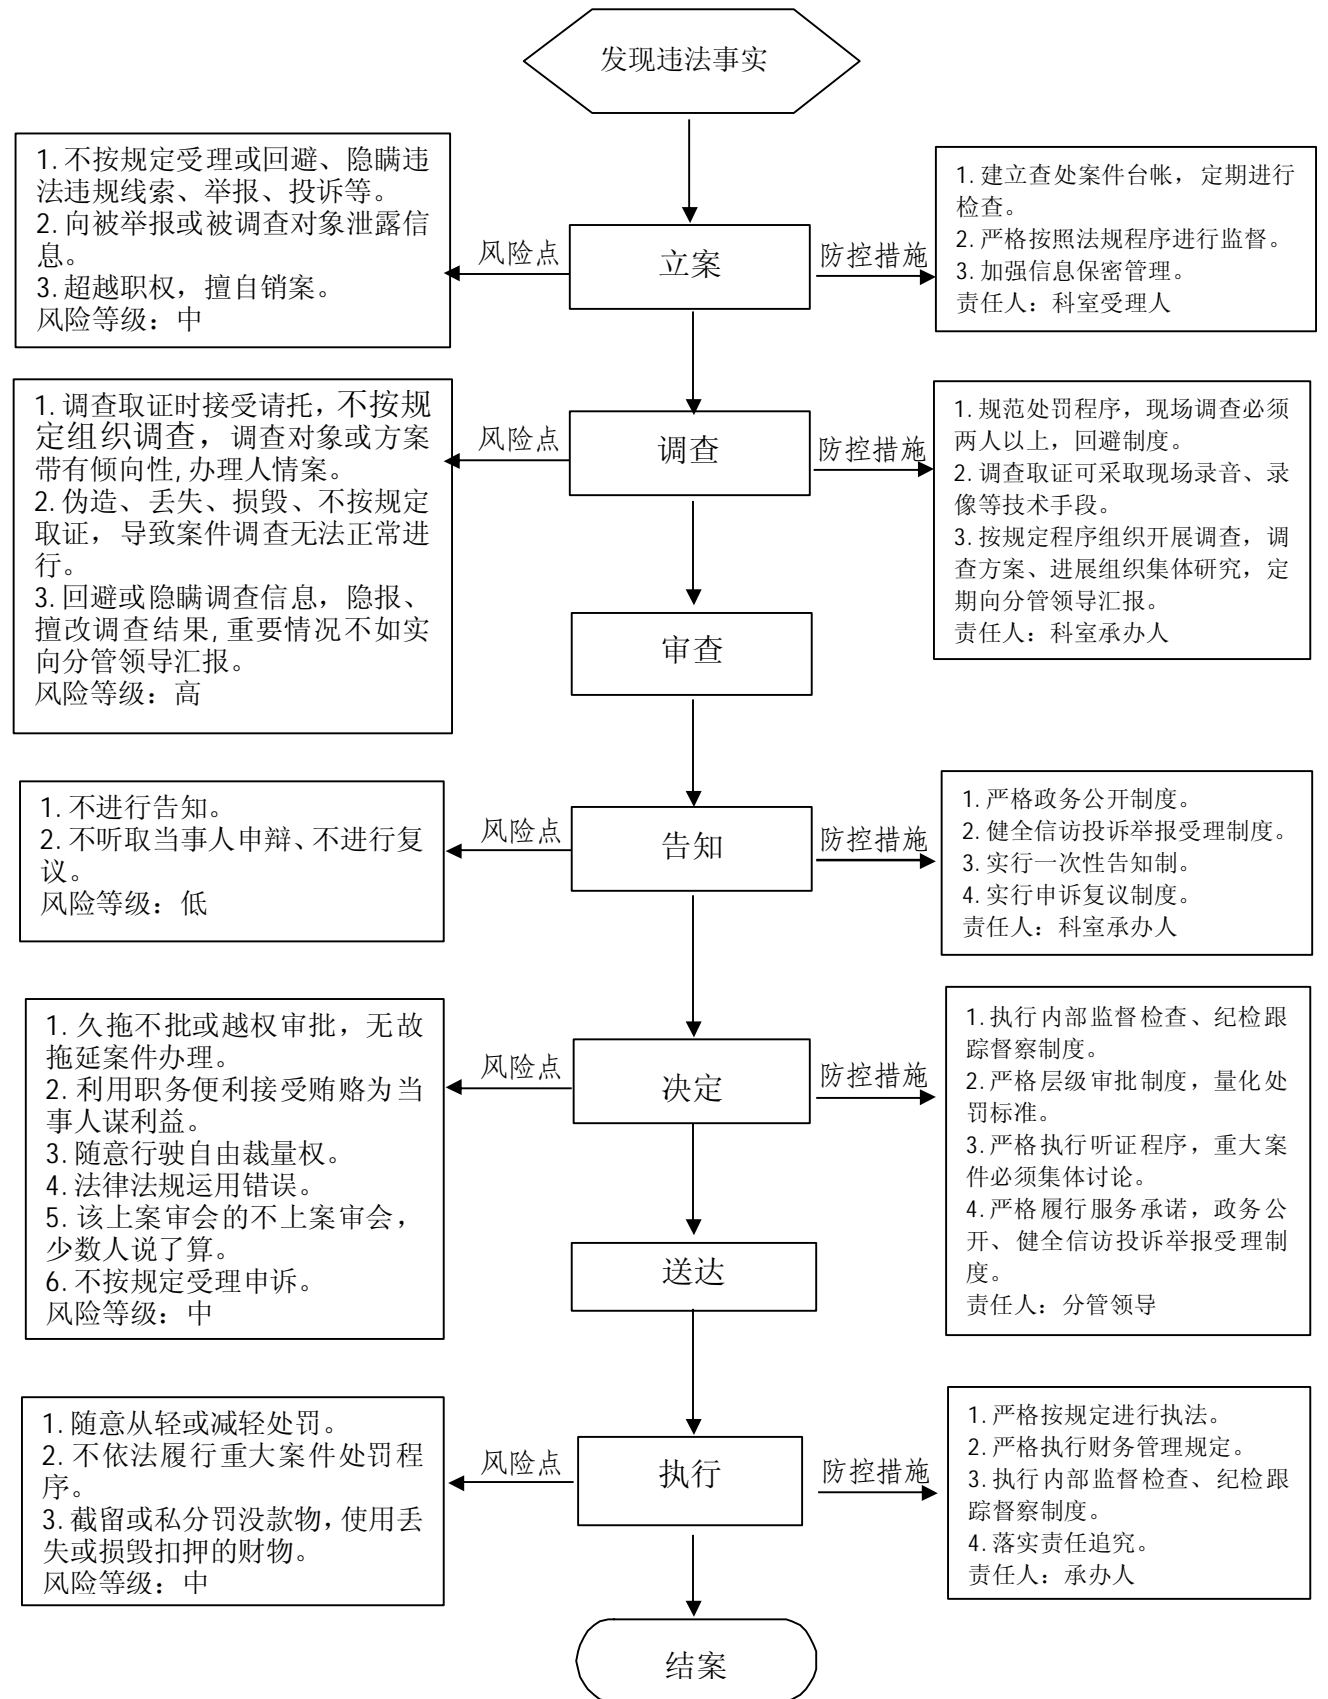 发现违法事实
1.不按规定受理或回避、隐瞒违
法违规线索、举报、投诉等。
2.向被举报或被调查对象泄露信
息。
3.超越职权，擅自销案。
风险等级：中
风险点
立案
防控措施
1.建立查处案件台帐，定期进行
检查。
2.严格按照法规程序进行监督。
3.加强信息保密管理。
责任人：科室受理人
1.调查取证时接受请托，不按规
定组织调查，调查对象或方案
带有倾向性,办理人情案。
2.伪造、丢失、损毁、不按规定
取证，导致案件调查无法正常进
行。
3.回避或隐瞒调查信息，隐报、
擅改调查结果,重要情况不如实
向分管领导汇报。
风险等级：高
风险点
调查
防控措施
1.规范处罚程序，现场调查必须
两人以上，回避制度。
2.调查取证可采取现场录音、录
像等技术手段。
3.按规定程序组织开展调查，调
查方案、进展组织集体研究，定
期向分管领导汇报。
责任人：科室承办人
审查
1.不进行告知。
2.不听取当事人申辩、不进行复
议。
风险等级：低
风险点
告知
防控措施
1.严格政务公开制度。
2.健全信访投诉举报受理制度。
3.实行一次性告知制。
4.实行申诉复议制度。
责任人：科室承办人
1.久拖不批或越权审批，无故
拖延案件办理。
2.利用职务便利接受贿赂为当
事人谋利益。
3.随意行驶自由裁量权。
4.法律法规运用错误。
5.该上案审会的不上案审会，
少数人说了算。
6.不按规定受理申诉。
风险等级：中
风险点
决定
防控措施
1.执行内部监督检查、纪检跟
踪督察制度。
2.严格层级审批制度，量化处
罚标准。
3.严格执行听证程序，重大案
件必须集体讨论。
4.严格履行服务承诺，政务公
开、健全信访投诉举报受理制
度。
责任人：分管领导
送达
1.随意从轻或减轻处罚。
2.不依法履行重大案件处罚程
序。
3.截留或私分罚没款物，使用丢
失或损毁扣押的财物。
风险等级：中
风险点
执行
防控措施
1.严格按规定进行执法。
2.严格执行财务管理规定。
3.执行内部监督检查、纪检跟
踪督察制度。
4.落实责任追究。
责任人：承办人
结案